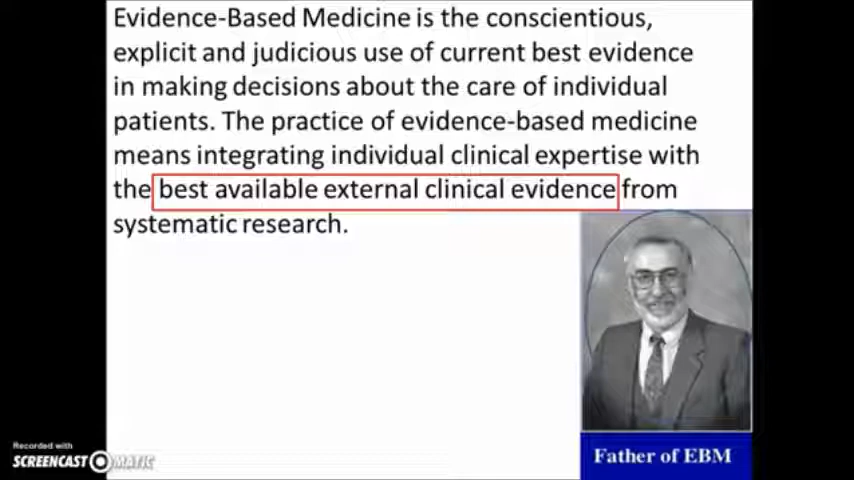 Evidence-Based Medicine is the conscientious,
explicit and judicious use of current best evidence
in making decisions about the care of individual
patients. The practice of evidence-based medicine
means integrating individual clinical expertise with
the best available external clinical evidence from
systematic research.
Father of EBM
Recorded with
SCREENCAST-O-MATIC